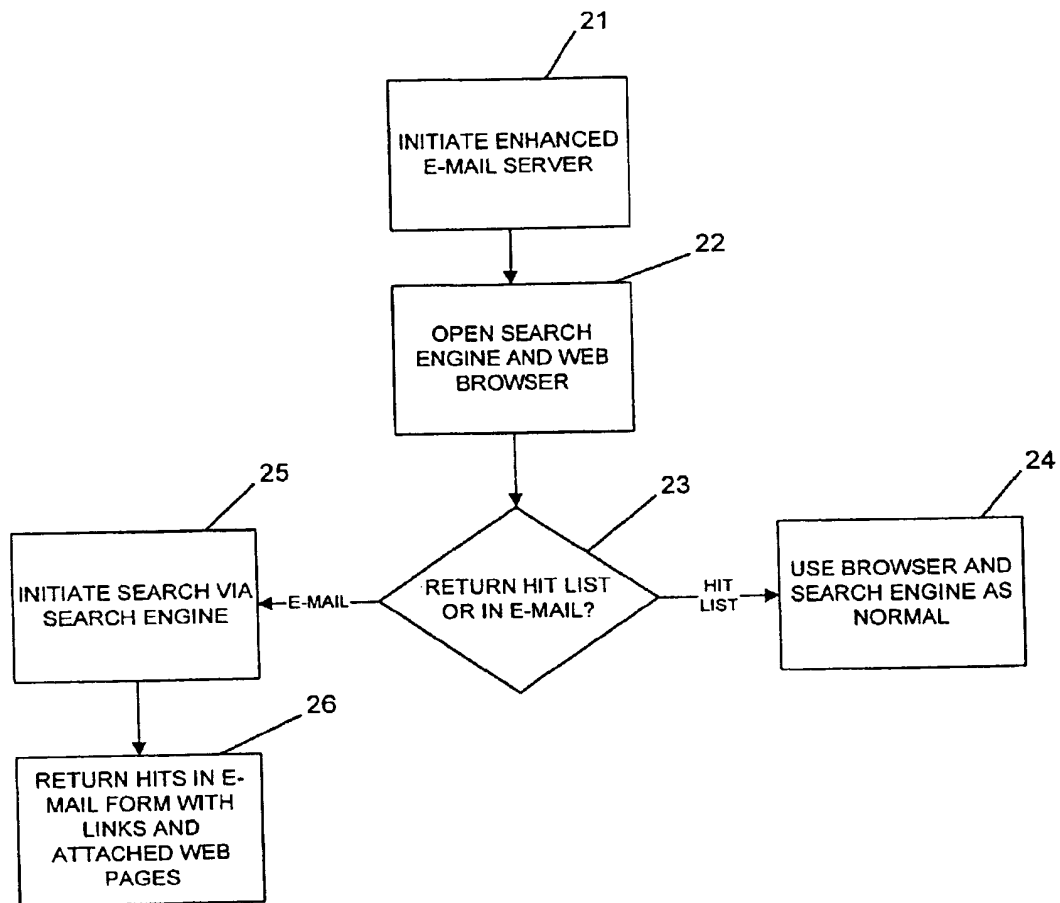 21
INITIATE ENHANCED
E-MAIL SERVER
22
OPEN SEARCH
ENGINE AND WEB
BROWSER
23
RETURN HIT LIST
OR IN E-MAIL?
E-MAIL
HIT
LIST
24
USE BROWSER AND
SEARCH ENGINE AS
NORMAL
25
INITIATE SEARCH VIA
SEARCH ENGINE
26
RETURN HITS IN E-
MAIL FORM WITH
LINKS AND
ATTACHED WEB
PAGES